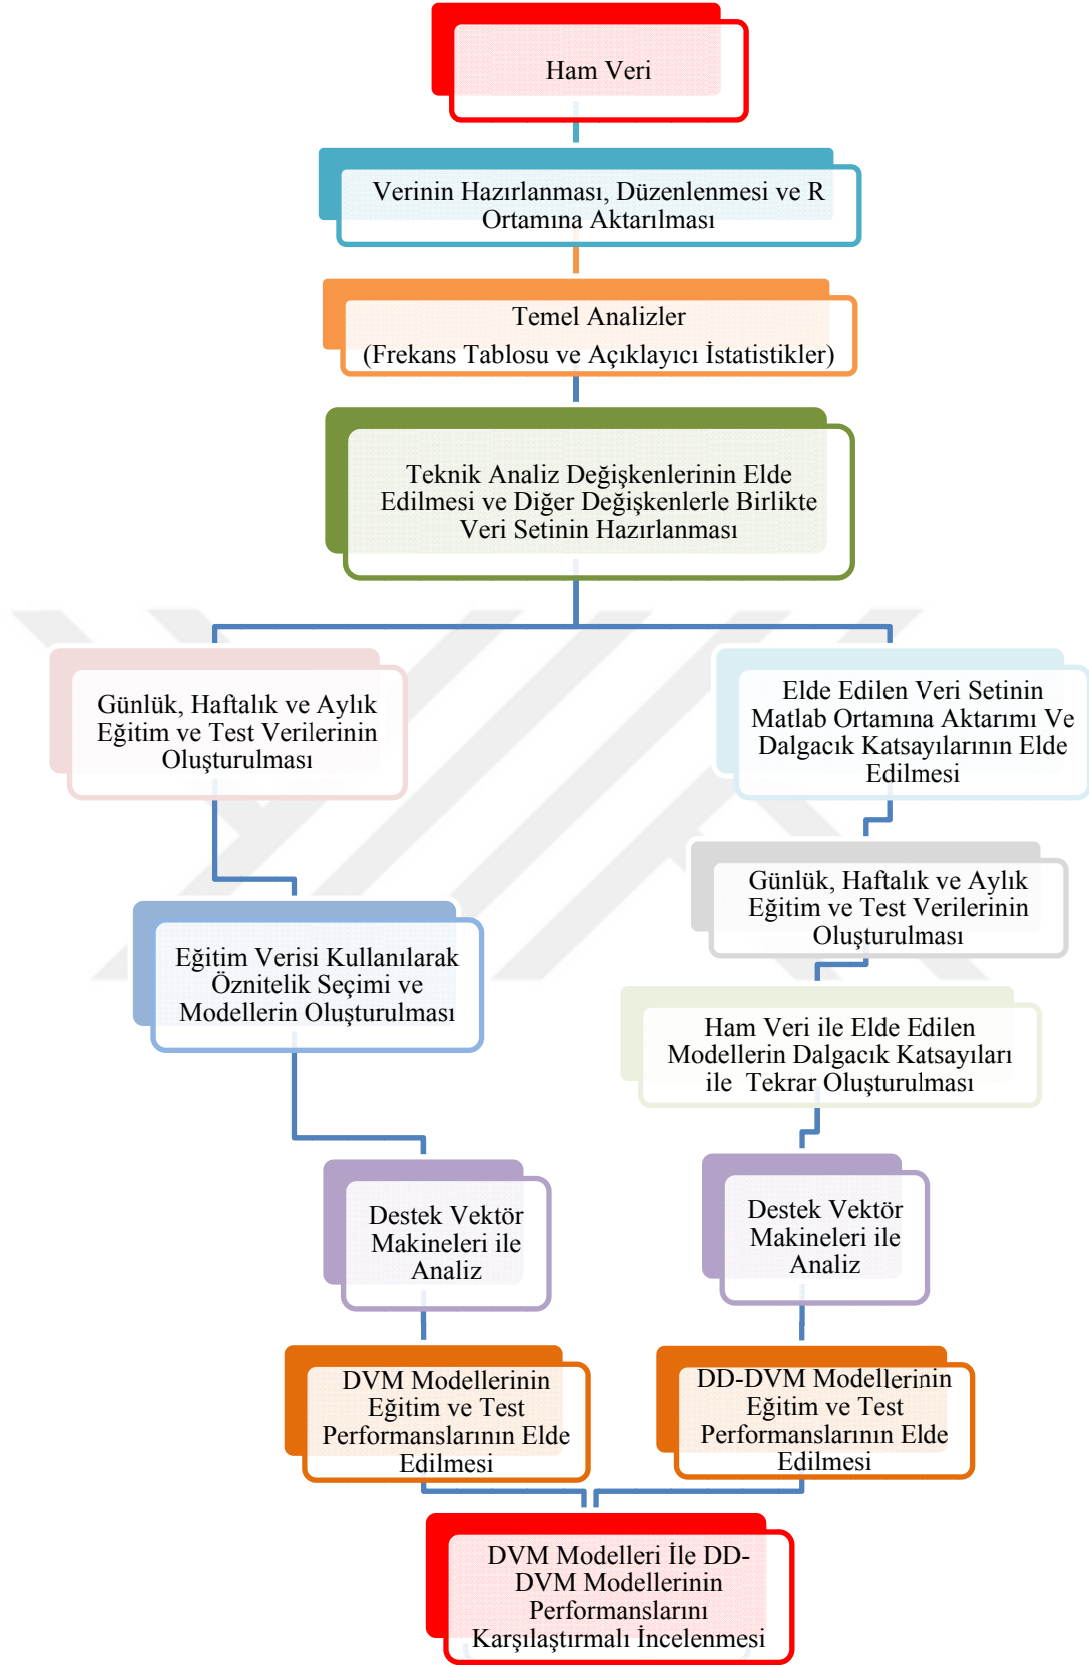 Ham Veri
Verinin Hazırlanması, Düzenlenmesi ve R
Ortamına Aktarılması
Temel Analizler
(Frekans Tablosu ve Açıklayıcı İstatistikler)
Teknik Analiz Değişkenlerinin Elde
Edilmesi ve Diğer Değişkenlerle Birlikte
Veri Setinin Hazırlanması
Günlük, Haftalık ve Aylık
Eğitim ve Test Verilerinin
Oluşturulması
Eğitim Verisi Kullanılarak
Öznitelik Seçimi ve
Modellerin Oluşturulması
Destek Vektör
Makineleri ile
Analiz
DVM Modellerinin
Eğitim ve Test
Performanslarının Elde
Edilmesi
Elde Edilen Veri Setinin
Matlab Ortamına Aktarımı Ve
Dalgacık Katsayılarının Elde
Edilmesi
Günlük, Haftalık ve Aylık
Eğitim ve Test Verilerinin
Oluşturulması
Ham Veri ile Elde Edilen
Modellerin Dalgacık Katsayıları
ile Tekrar Oluşturulması
Destek Vektör
Makineleri ile
Analiz
DD-DVM Modellerinin
Eğitim ve Test
Performanslarının Elde
Edilmesi
DVM Modelleri İle DD-
DVM Modellerinin
Performanslarını
Karşılaştırmalı İncelenmesi